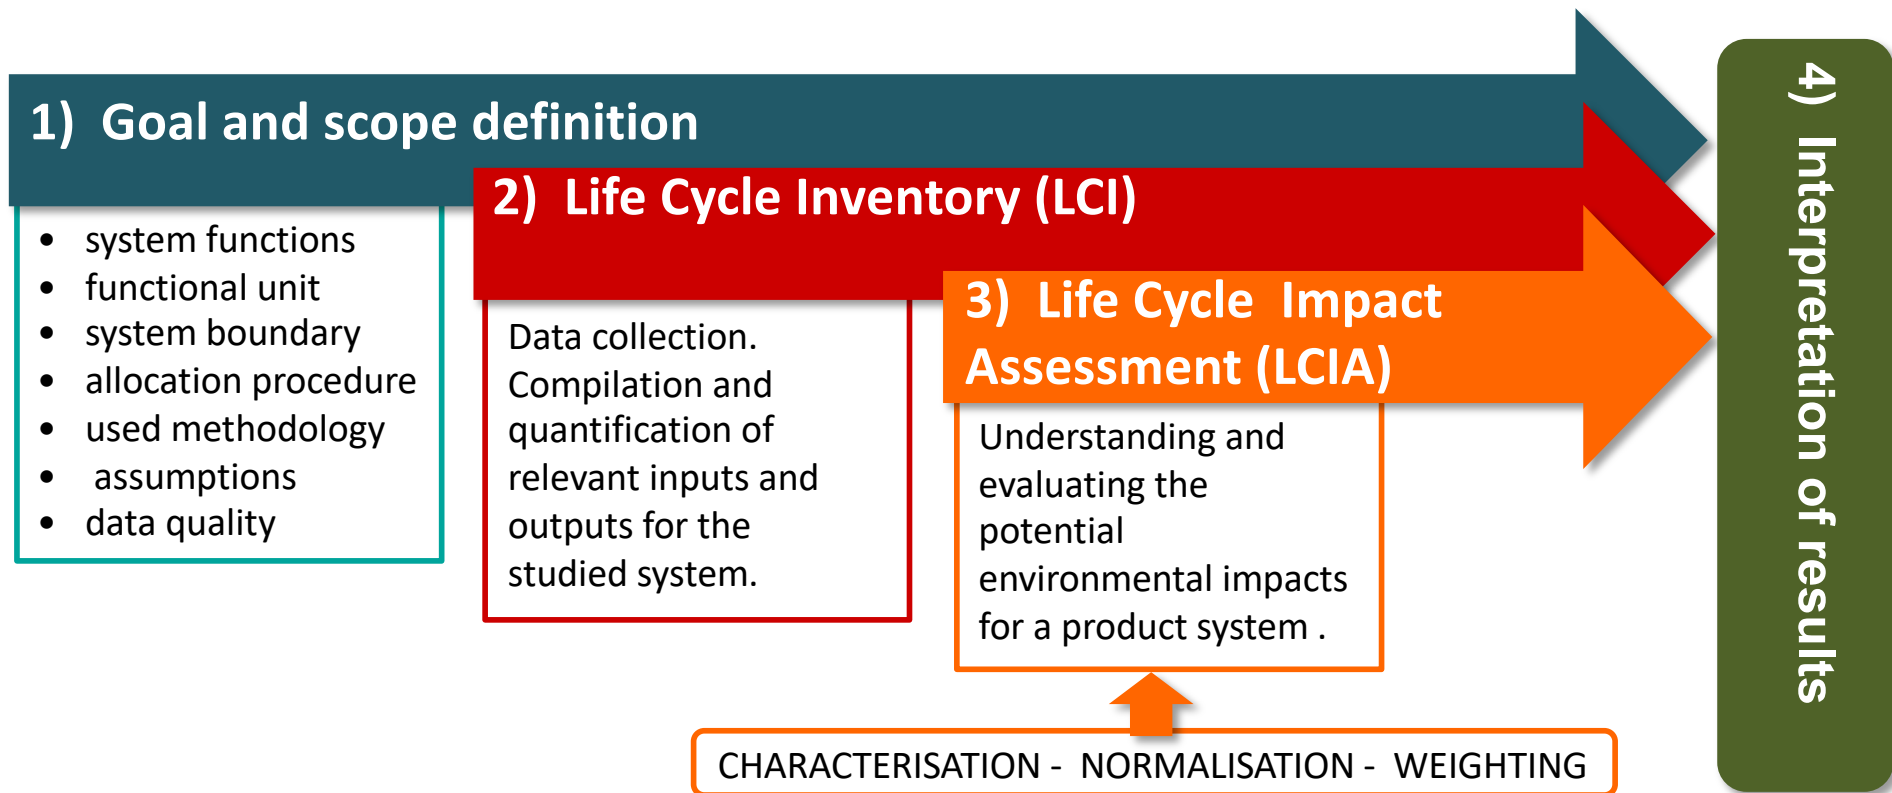 1) Goal and scope definition
• system functions
• functional unit
• system boundary
• allocation procedure
• used methodology
• assumptions
• data quality
2) Life Cycle Inventory (LCI)
Data collection.
Compilation and
quantification of
relevant inputs and
outputs for the
studied system.
3) Life Cycle Impact
Assessment (LCIA)
Understanding and
evaluating the
potential
environmental impacts
for a product system .
CHARACTERISATION - NORMALISATION - WEIGHTING
4) Interpretation of results